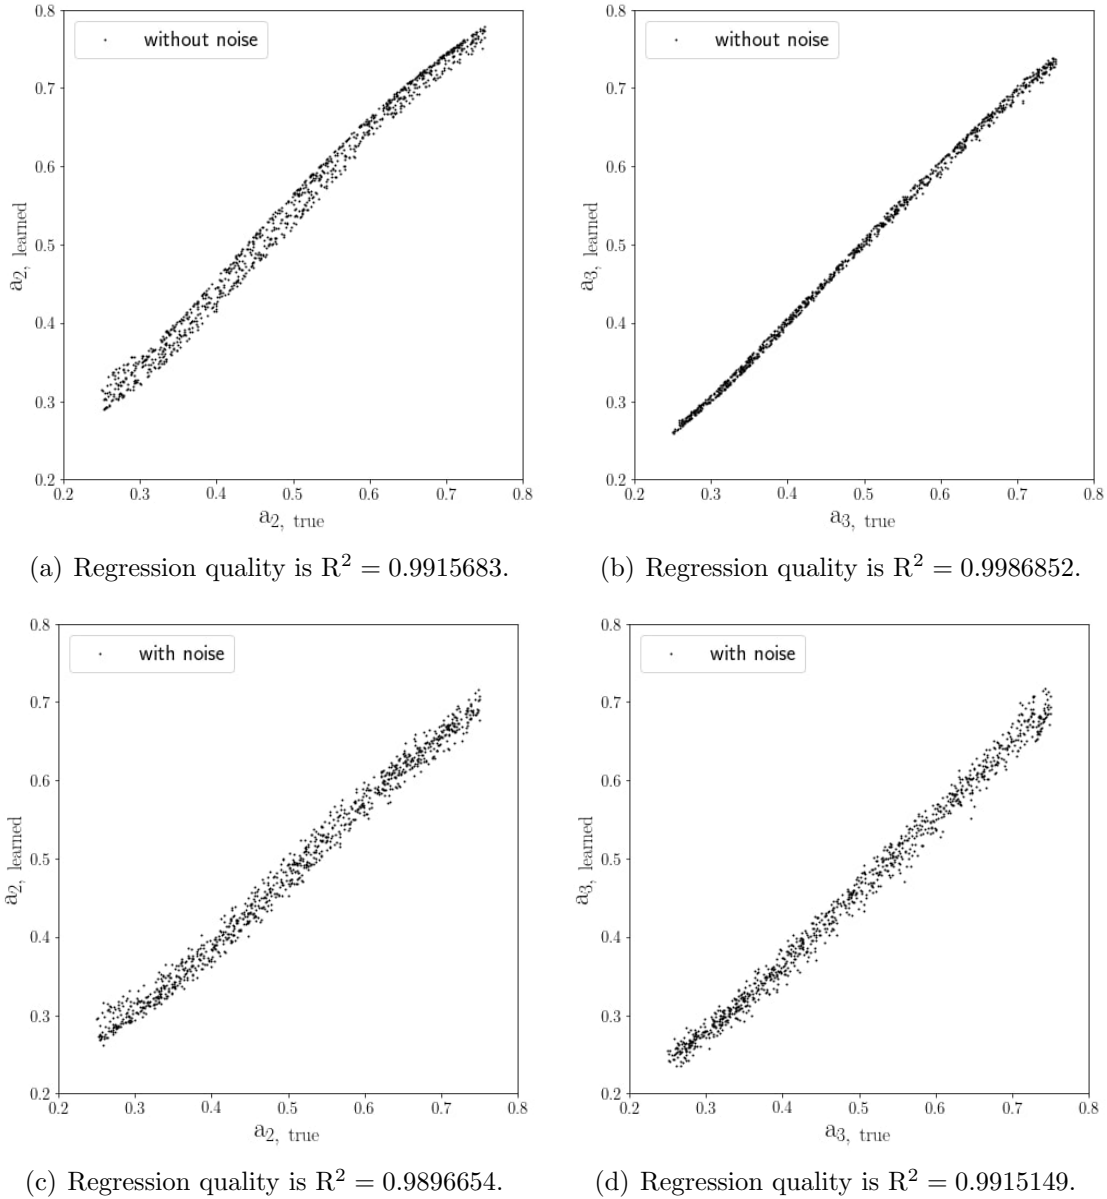 0.8
0.7
0.6
0.5
0.4
0.3
0.2
without noise
a2, learned
0.2 0.3 0.4 0.5 0.6 0.7 0.8
a2, true
(a) Regression quality is R² = 0.9915683.
0.8
0.7
0.6
0.5
0.4
0.3
0.2
without noise
a3, learned
0.2 0.3 0.4 0.5 0.6 0.7 0.8
a3, true
(b) Regression quality is R² = 0.9986852.
0.8
0.7
0.6
0.5
0.4
0.3
0.2
with noise
a2, learned
0.2 0.3 0.4 0.5 0.6 0.7 0.8
a2, true
(c) Regression quality is R² = 0.9896654.
0.8
0.7
0.6
0.5
0.4
0.3
0.2
with noise
a3, learned
0.2 0.3 0.4 0.5 0.6 0.7 0.8
a3, true
(d) Regression quality is R² = 0.9915149.